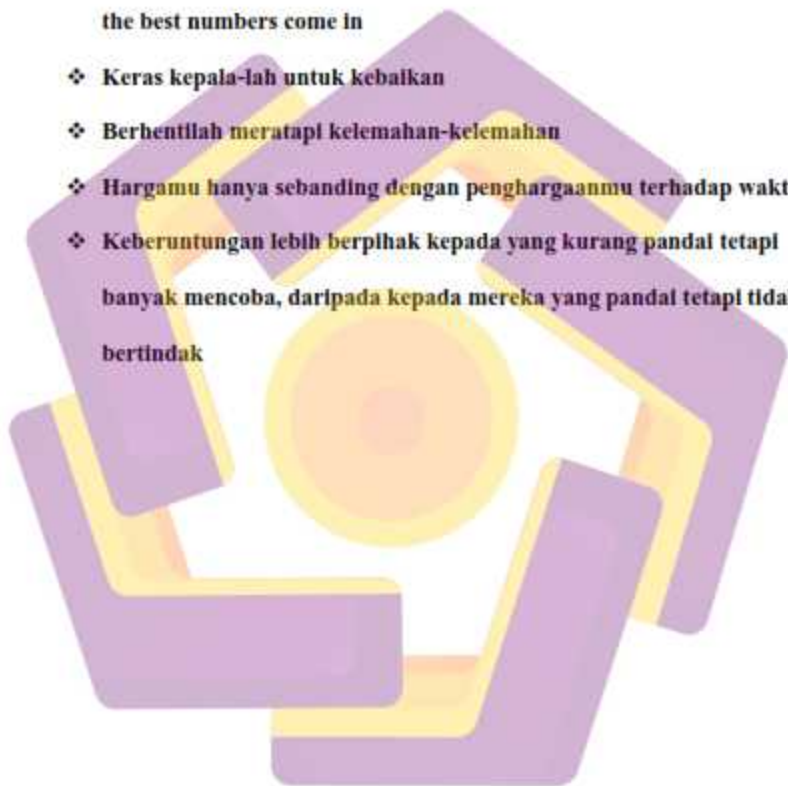 the best numbers come in
❖ Keras kepala-lah untuk kebaikan
❖ Berhentilah meratapi kelemahan-kelemahan
❖ Hargamu hanya sebanding dengan penghargaanmu terhadap wakt
❖ Keberuntungan lebih berpihak kepada yang kurang pandai tetapi
banyak mencoba, daripada kepada mereka yang pandai tetapi tida
bertindak